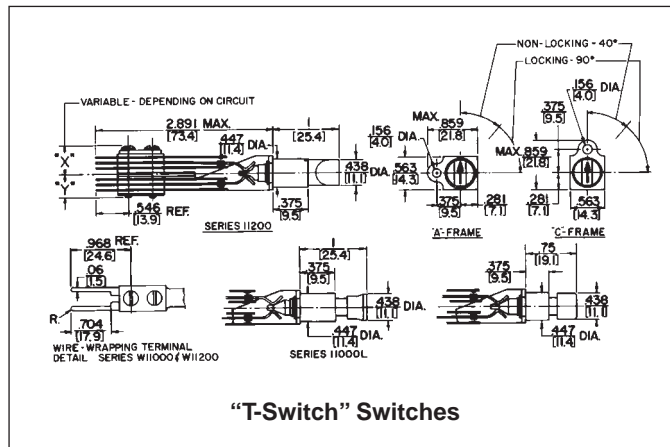 NON-LOCKING - 40°
LOCKING - 90°
VARIABLE - DEPENDING ON CIRCUIT
2.891 MAX.
[73.4]
1
[25.4]
.447 DIA.
[11.4]
.438 DIA.
[11.1]
.375
[9.5]
"X"
"Y"
.546 REF.
[13.9]
SERIES 11200
MAX.
.859
[21.8]
.156 DIA.
[4.0]
.563
[14.3]
.375
[9.5]
.281
[7.1]
"A"-FRAME
.156 DIA.
[4.0]
.375
[9.5]
MAX .859
[21.8]
.281
[7.1]
.563
[14.3]
"C"-FRAME
.968 REF.
[24.6]
.06
[1.5]
R.
.704
[17.9]
WIRE-WRAPPING TERMINAL
DETAIL SERIES W11000 & W11200
1
[25.4]
.375
[9.5]
.438 DIA.
[11.1]
.447 DIA.
[11.4]
SERIES 11000L
.75
[19.1]
.375
[9.5]
.438
[11.1]
.447 DIA.
[11.4]
"T-Switch" Switches